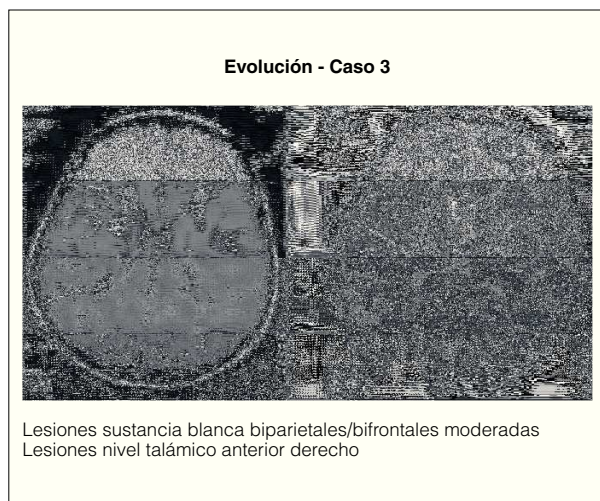 Evolución - Caso 3
Lesiones sustancia blanca biparietales/bifrontales moderadas
Lesiones nivel talámico anterior derecho